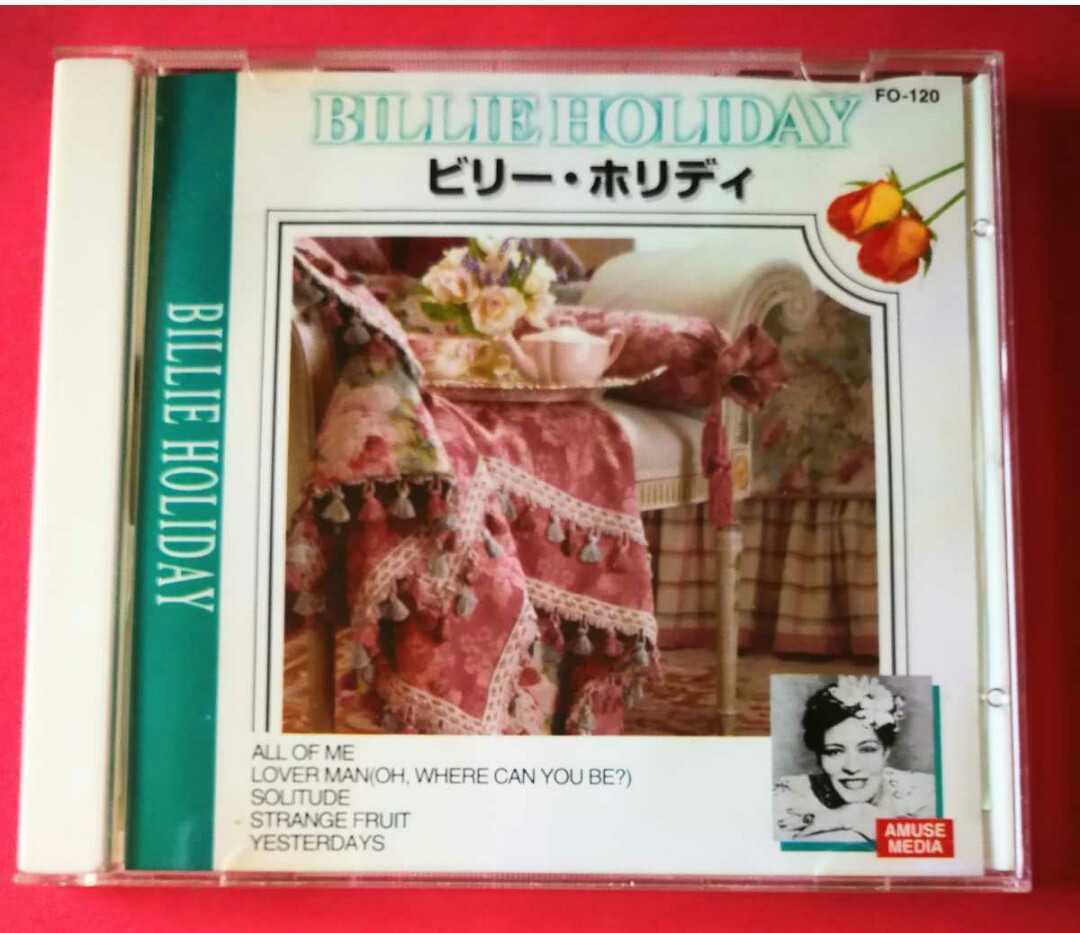 BILLIE HOLIDAY
FO-120
ビリー・ホリディ
BILLIE HOLIDAY
ALL OF ME
LOVER MAN(OH, WHERE CAN YOU BE?)
SOLITUDE
STRANGE FRUIT
YESTERDAYS
AMUSE
MEDIA